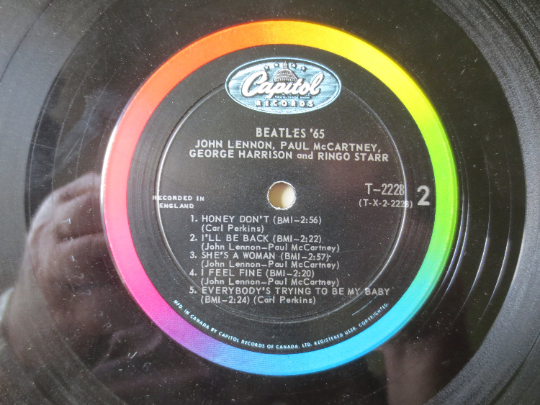 Capitol
RECORDS
BEATLES '65
JOHN LENNON, PAUL McCARTNEY,
GEORGE HARRISON and RINGO STARR
T-2228
(T-X-2-2228)
2
RECORDED IN
ENGLAND
1. HONEY DON'T (BMI-2:56)
(Carl Perkins)
2. I'LL BE BACK (BMI-2:22)
(John Lennon-Paul McCartney)
3. SHE'S A WOMAN (BMI-2:57)
(John Lennon-Paul McCartney)
4. I FEEL FINE (BMI-2:20)
(John Lennon-Paul McCartney)
5. EVERYBODY'S TRYING TO BE MY BABY
(BMI-2:24) (Carl Perkins)
MFD. IN CANADA BY CAPITOL RECORDS OF CANADA, LTD. REGISTERED USER. COPYRIGHTED.